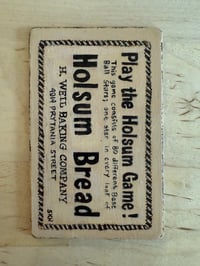 Play the Holsum Game!
This game consists of 80 different Base
Ball Stars; one star in every loaf of
Holsum Bread
H. WEIL BAKING COMPANY
4914 PRYTANIA STREET